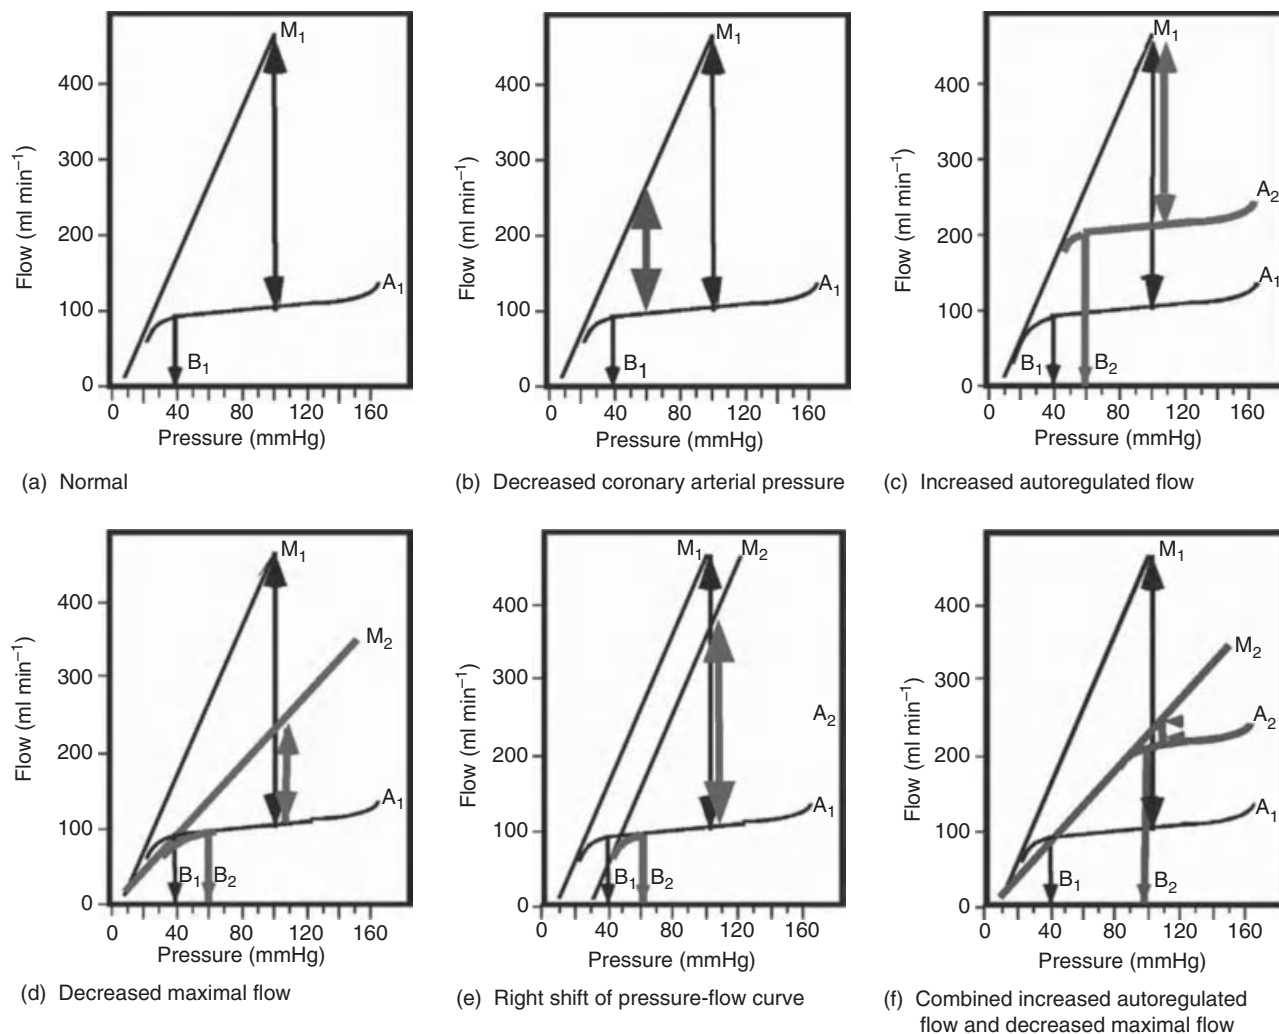 M₁
400
300
200
100
0
Flow (ml min⁻¹)
A₁
B₁
0 40 80 120 160
Pressure (mmHg)
(a) Normal
M₁
400
300
200
100
0
Flow (ml min⁻¹)
A₁
B₁
0 40 80 120 160
Pressure (mmHg)
(b) Decreased coronary arterial pressure
M₁
400
300
200
100
0
Flow (ml min⁻¹)
A₂
A₁
B₁ B₂
0 40 80 120 160
Pressure (mmHg)
(c) Increased autoregulated flow
M₁
400
300
200
100
0
Flow (ml min⁻¹)
M₂
A₁
B₁ B₂
0 40 80 120 160
Pressure (mmHg)
(d) Decreased maximal flow
M₁ M₂
400
300
200
100
0
Flow (ml min⁻¹)
A₂
A₁
B₁ B₂
0 40 80 120 160
Pressure (mmHg)
(e) Right shift of pressure-flow curve
M₁
400
300
200
100
0
Flow (ml min⁻¹)
M₂
A₂
A₁
B₁ B₂
0 40 80 120 160
Pressure (mmHg)
(f) Combined increased autoregulated
flow and decreased maximal flow